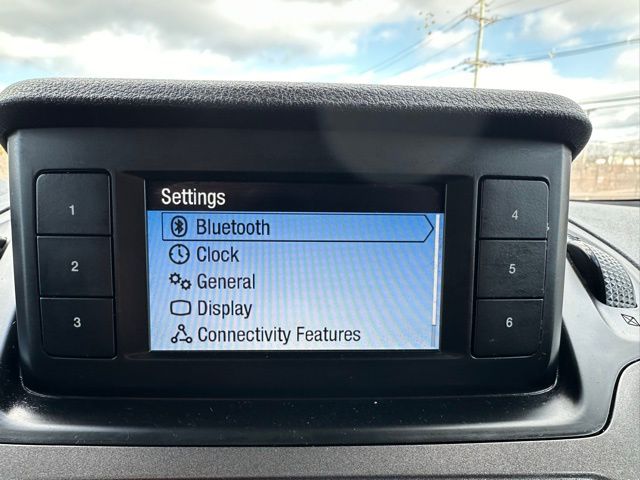 Settings
Bluetooth
Clock
General
Display
Connectivity Features
1
2
3
4
5
6